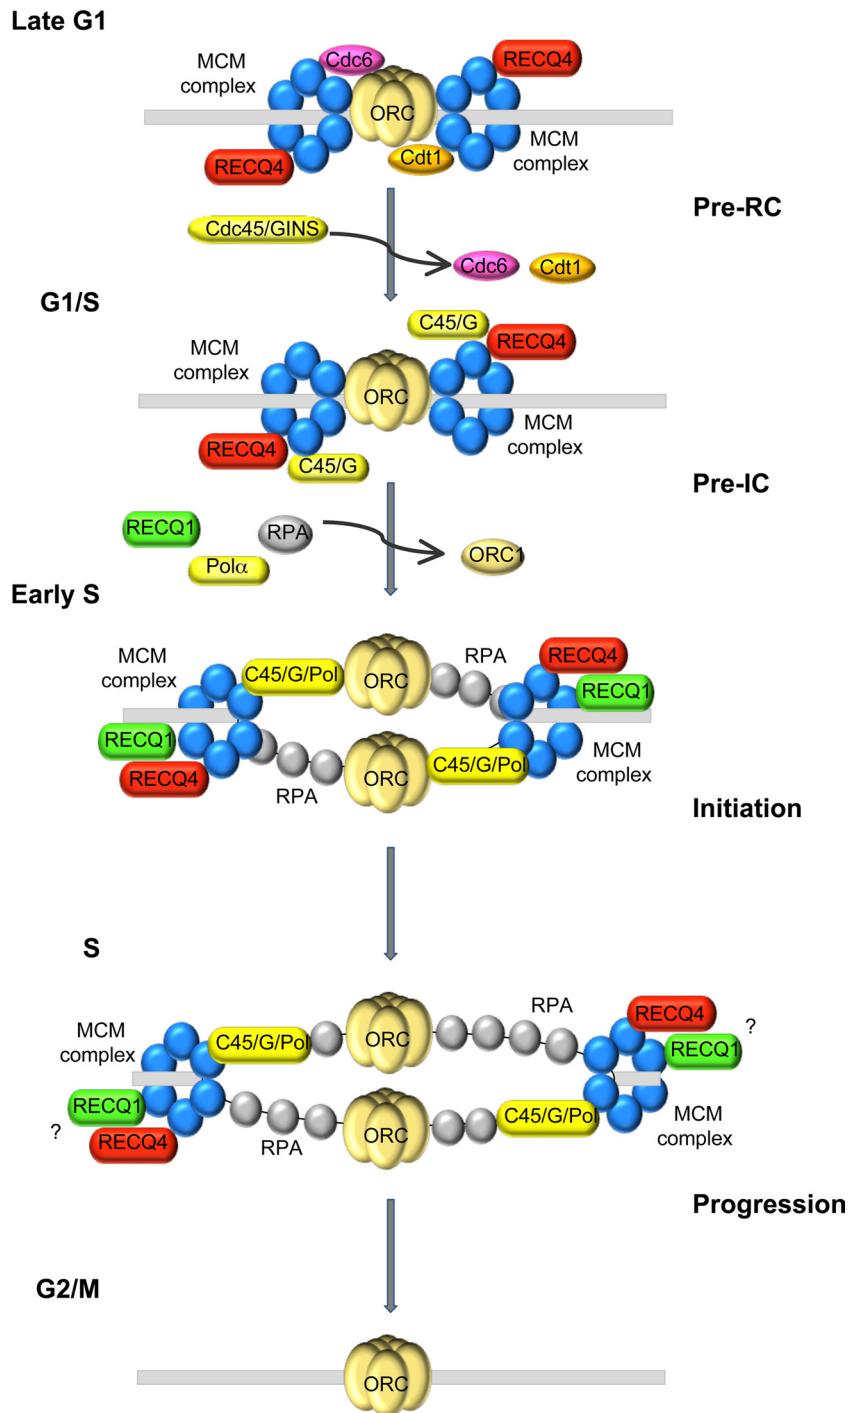 Late G1
MCM
complex
Cdc6
RECQ4
ORC
MCM
complex
Cdt1
RECQ4
Pre-RC
Cdc45/GINS
Cdc6
Cdt1
G1/S
C45/G
RECQ4
MCM
complex
ORC
MCM
complex
RECQ4
C45/G
Pre-IC
RECQ1
RPA
Polα
ORC1
Early S
MCM
complex
C45/G/Pol
ORC
RPA
RECQ4
RECQ1
RECQ1
RECQ4
RPA
ORC
C45/G/Pol
MCM
complex
Initiation
S
MCM
complex
C45/G/Pol
ORC
RPA
RECQ4
RECQ1
?
RECQ1
?
RECQ4
RPA
ORC
C45/G/Pol
MCM
complex
Progression
G2/M
ORC